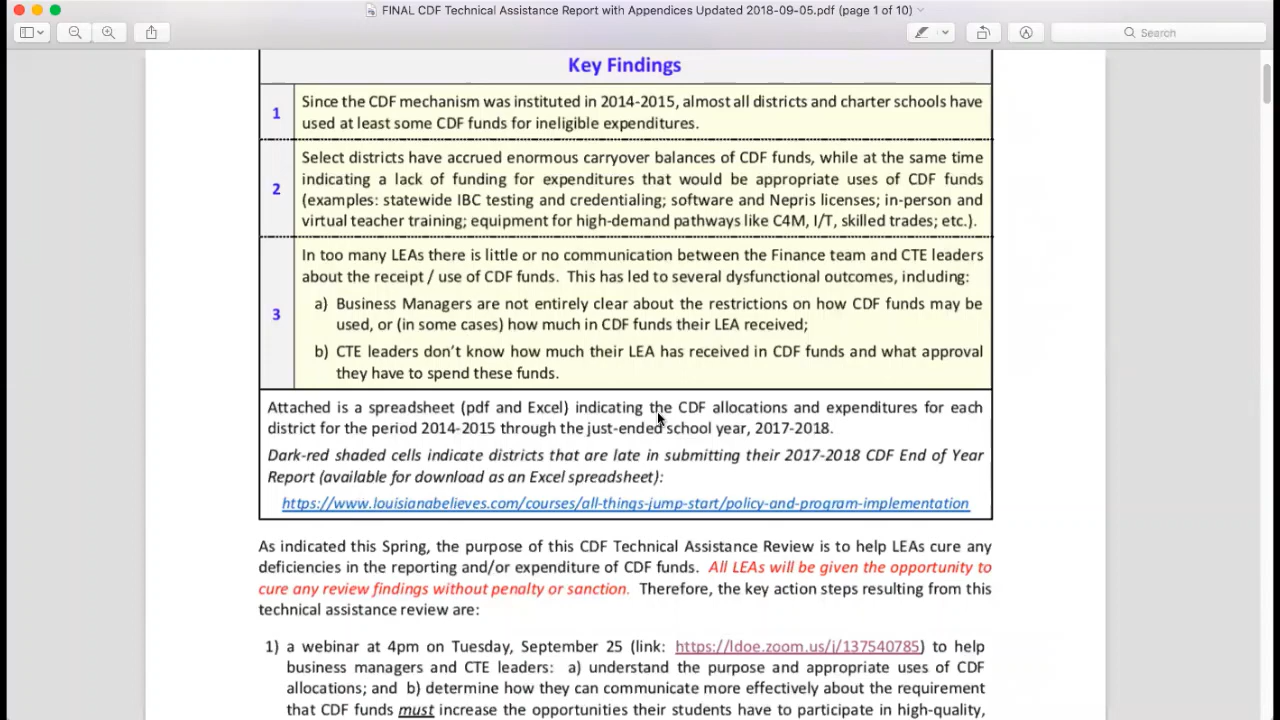 FINAL CDF Technical Assistance Report with Appendices Updated 2018-09-05.pdf (page 1 of 10)
Search
Key Findings
1
Since the CDF mechanism was instituted in 2014-2015, almost all districts and charter schools have
used at least some CDF funds for ineligible expenditures.
2
Select districts have accrued enormous carryover balances of CDF funds, while at the same time
indicating a lack of funding for expenditures that would be appropriate uses of CDF funds
(examples: statewide IBC testing and credentialing; software and Nepris licenses; in-person and
virtual teacher training; equipment for high-demand pathways like C4M, I/T, skilled trades; etc.).
3
In too many LEAs there is little or no communication between the Finance team and CTE leaders
about the receipt / use of CDF funds. This has led to several dysfunctional outcomes, including:
a) Business Managers are not entirely clear about the restrictions on how CDF funds may be
used, or (in some cases) how much in CDF funds their LEA received;
b) CTE leaders don't know how much their LEA has received in CDF funds and what approval
they have to spend these funds.
Attached is a spreadsheet (pdf and Excel) indicating the CDF allocations and expenditures for each
district for the period 2014-2015 through the just-ended school year, 2017-2018.
Dark-red shaded cells indicate districts that are late in submitting their 2017-2018 CDF End of Year
Report (available for download as an Excel spreadsheet):
https://www.louisianabelieves.com/courses/all-things-jump-start/policy-and-program-implementation
As indicated this Spring, the purpose of this CDF Technical Assistance Review is to help LEAs cure any
deficiencies in the reporting and/or expenditure of CDF funds. All LEAs will be given the opportunity to
cure any review findings without penalty or sanction. Therefore, the key action steps resulting from this
technical assistance review are:
1) a webinar at 4pm on Tuesday, September 25 (link: https://ldoe.zoom.us/j/137540785) to help
business managers and CTE leaders: a) understand the purpose and appropriate uses of CDF
allocations; and b) determine how they can communicate more effectively about the requirement
that CDF funds must increase the opportunities their students have to participate in high-quality,